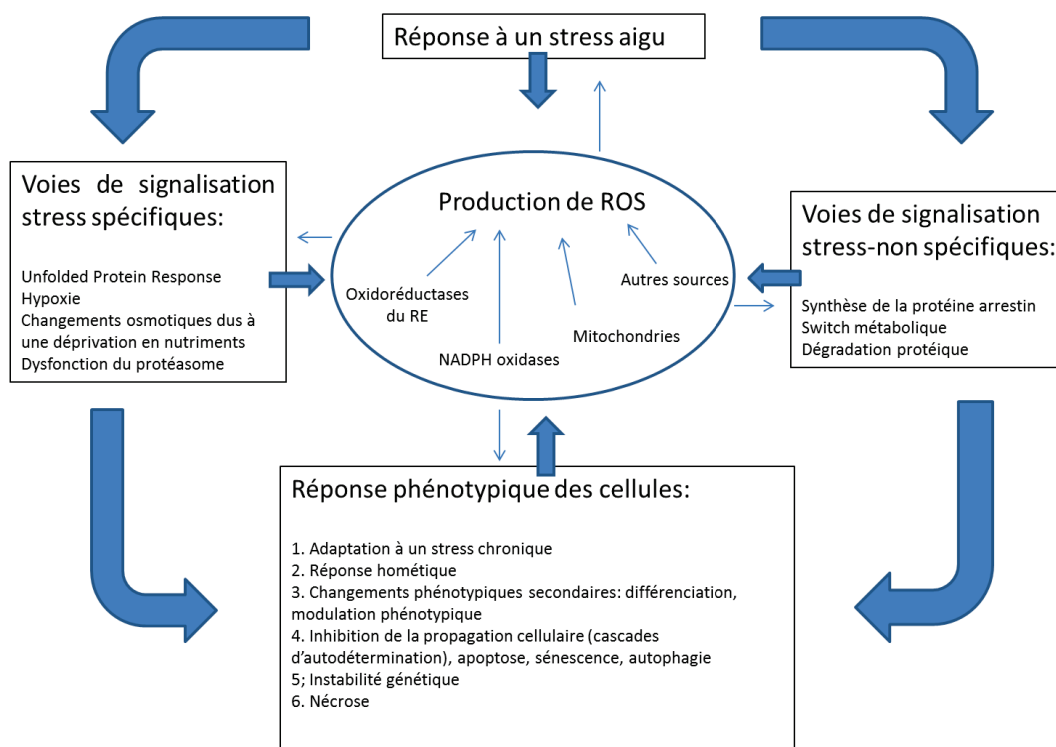 Réponse à un stress aigu
Voies de signalisation
stress spécifiques:
Unfolded Protein Response
Hypoxie
Changements osmotiques dus à
une déprivation en nutriments
Dysfonction du protéasome
Production de ROS
Oxidoréductases
du RE
NADPH oxidases
Mitochondries
Autres sources
Voies de signalisation
stress-non spécifiques:
Synthèse de la protéine arrestin
Switch métabolique
Dégradation protéique
Réponse phénotypique des cellules:
1. Adaptation à un stress chronique
2. Réponse hométique
3. Changements phénotypiques secondaires: différenciation,
modulation phénotypique
4. Inhibition de la propagation cellulaire (cascades
d'autodétermination), apoptose, sénescence, autophagie
5; Instabilité génétique
6. Nécrose